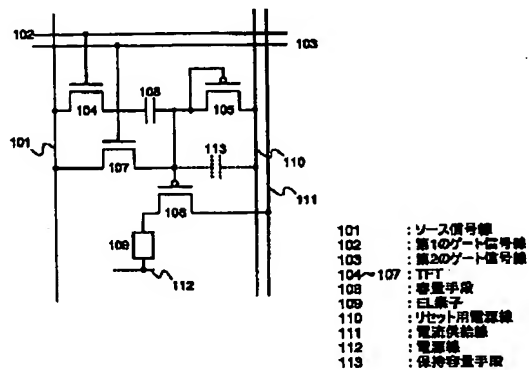 102
103
108
104
105
101
107
113
110
106
111
109
112
101 :ソース信号線
102 :第1のゲート信号線
103 :第2のゲート信号線
104～107 :TFT
108 :容量手段
109 :EL素子
110 :リセット用電源線
111 :電流供給線
112 :電源線
113 :保持容量手段